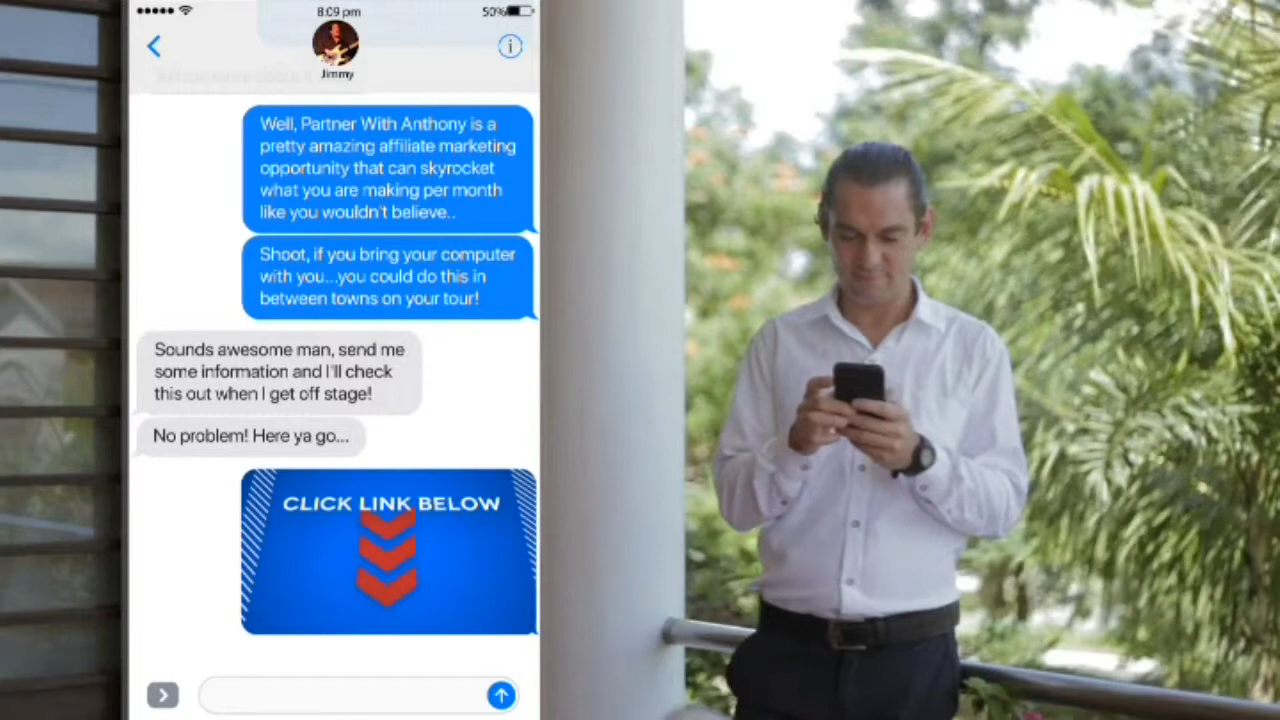 8:09 pm
50%
Jimmy
Well, Partner With Anthony is a
pretty amazing affiliate marketing
opportunity that can skyrocket
what you are making per month
like you wouldn't believe..
Shoot, if you bring your computer
with you...you could do this in
between towns on your tour!
Sounds awesome man, send me
some information and I'll check
this out when I get off stage!
No problem! Here ya go...
CLICK LINK BELOW